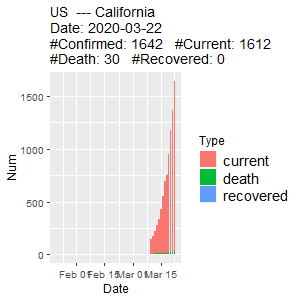 US  --- California
Date: 2020-03-22
#Confirmed: 1642   #Current: 1612
#Death: 30   #Recovered: 0
1500
1000
500
0
Num
Feb 01 Feb 15 Mar 01 Mar 15
Date
Type
current
death
recovered